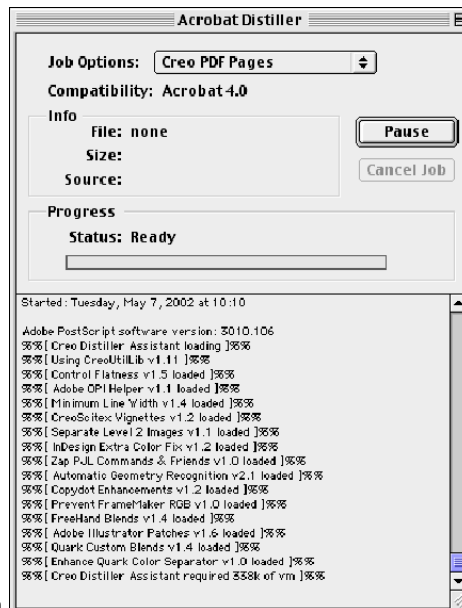 Acrobat Distiller
Job Options: Creo PDF Pages
Compatibility: Acrobat 4.0
Info
File: none
Size:
Source:
Pause
Cancel Job
Progress
Status: Ready
Started: Tuesday, May 7, 2002 at 10:10
Adobe PostScript software version: 3010.106
%%[ Creo Distiller Assistant loading ]%%
%%[ Using CreoUtilLib v1.11 ]%%
%%[ Control Flatness v1.5 loaded ]%%
%%[ Adobe OPI Helper v1.1 loaded ]%%
%%[ Minimum Line Width v1.4 loaded ]%%
%%[ CreoScitex Vignettes v1.2 loaded ]%%
%%[ Separate Level 2 Images v1.1 loaded ]%%
%%[ InDesign Extra Color Fix v1.2 loaded ]%%
%%[ Zap PJL Commands & Friends v1.0 loaded ]%%
%%[ Automatic Geometry Recognition v2.1 loaded ]%%
%%[ Copydot Enhancements v1.2 loaded ]%%
%%[ Prevent FrameMaker RGB v1.0 loaded ]%%
%%[ FreeHand Blends v1.4 loaded ]%%
%%[ Adobe Illustrator Patches v1.6 loaded ]%%
%%[ Quark Custom Blends v1.4 loaded ]%%
%%[ Enhance Quark Color Separator v1.0 loaded ]%%
%%[ Creo Distiller Assistant required 338k of vm ]%%